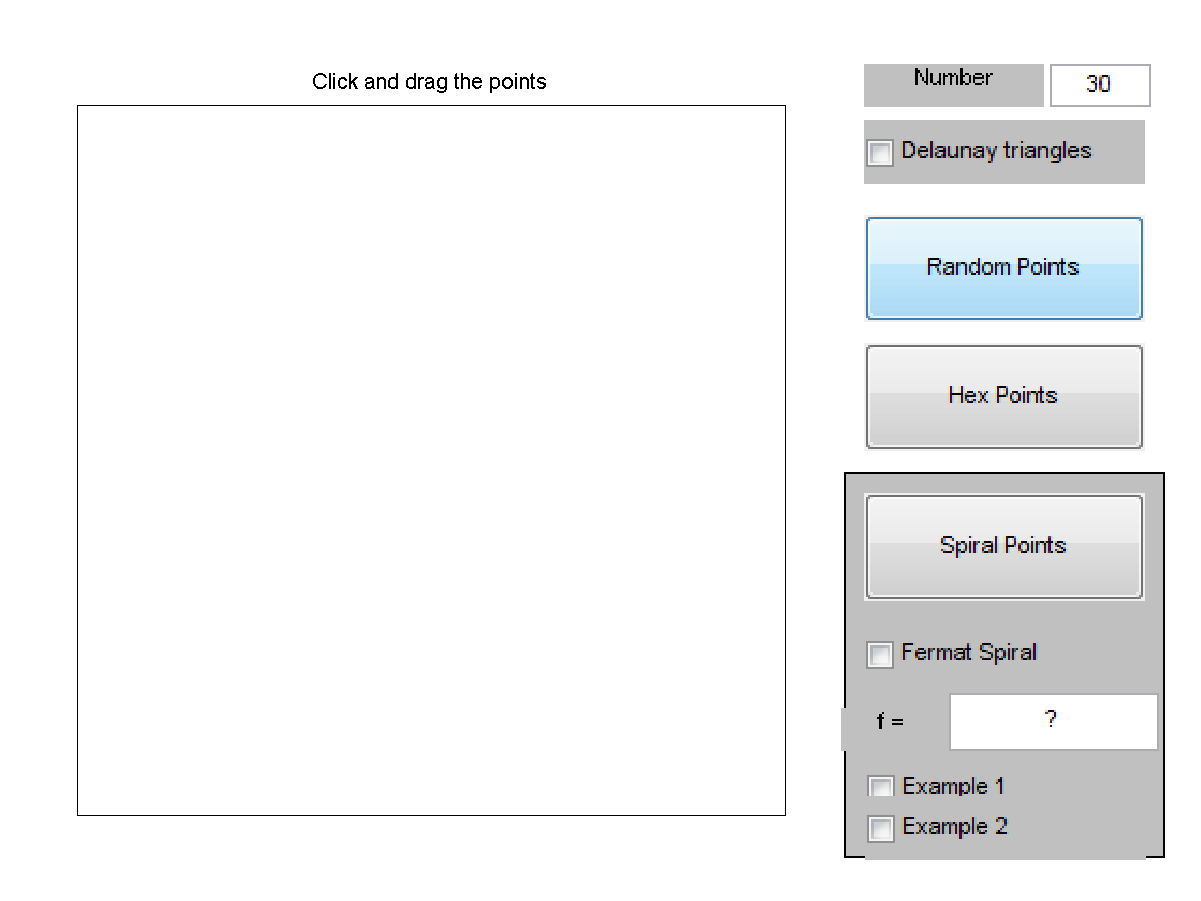 Click and drag the points
Number 30
Delaunay triangles
Random Points
Hex Points
Spiral Points
Fermat Spiral
f = ?
Example 1
Example 2